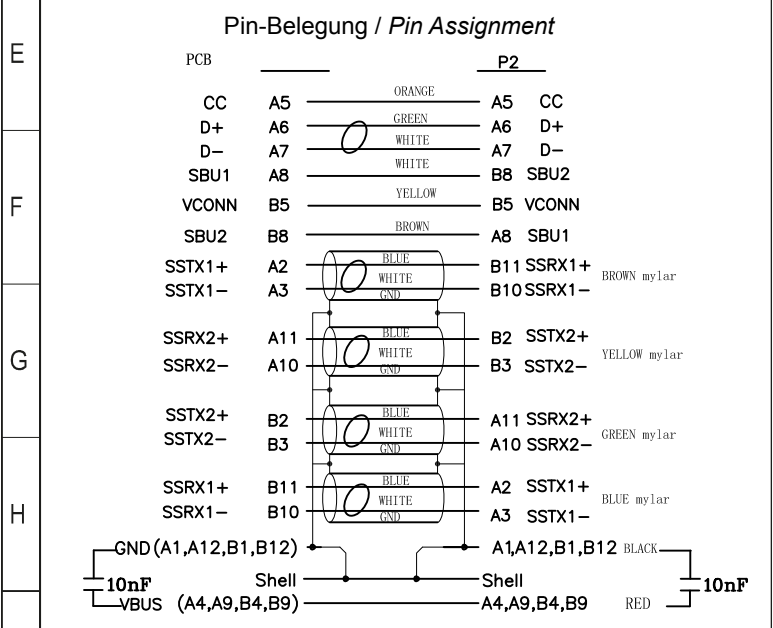 Pin-Belegung / Pin Assignment
E
PCB P2
CC A5 ORANGE A5 CC
D+ A6 GREEN A6 D+
D- A7 WHITE A7 D-
SBU1 A8 WHITE B8 SBU2
F
VCONN B5 YELLOW B5 VCONN
SBU2 B8 BROWN A8 SBU1
SSTX1+ A2 BLUE B11 SSRX1+
WHITE BROWN mylar
SSTX1- A3 GND B10 SSRX1-
SSRX2+ A11 BLUE B2 SSTX2+
G
WHITE YELLOW mylar
SSRX2- A10 GND B3 SSTX2-
SSTX2+ B2 BLUE A11 SSRX2+
WHITE GREEN mylar
SSTX2- B3 GND A10 SSRX2-
SSRX1+ B11 BLUE A2 SSTX1+
WHITE BLUE mylar
H
SSRX1- B10 GND A3 SSTX1-
GND (A1,A12,B1,B12) A1,A12,B1,B12 BLACK
10nF Shell Shell 10nF
VBUS (A4,A9,B4,B9) A4,A9,B4,B9 RED